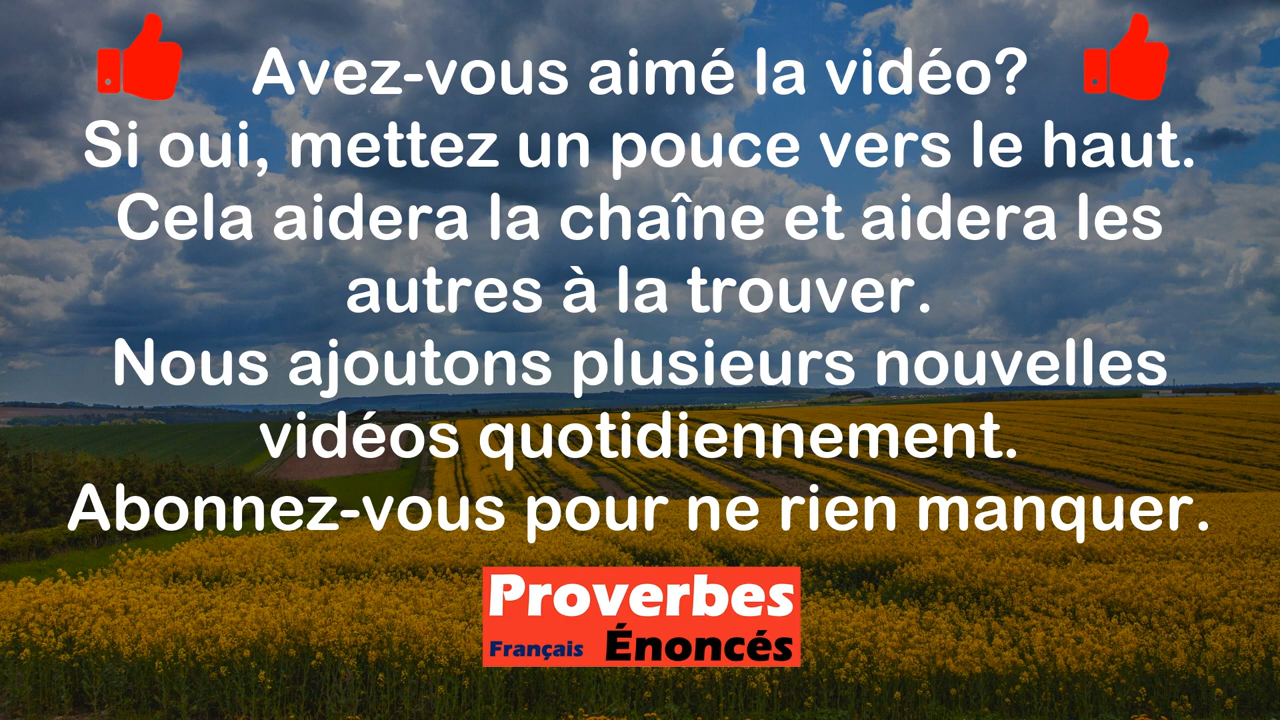 Avez-vous aimé la vidéo?
Si oui, mettez un pouce vers le haut.
Cela aidera la chaîne et aidera les
autres à la trouver.
Nous ajoutons plusieurs nouvelles
vidéos quotidiennement.
Abonnez-vous pour ne rien manquer.
Proverbes
Français Énoncés